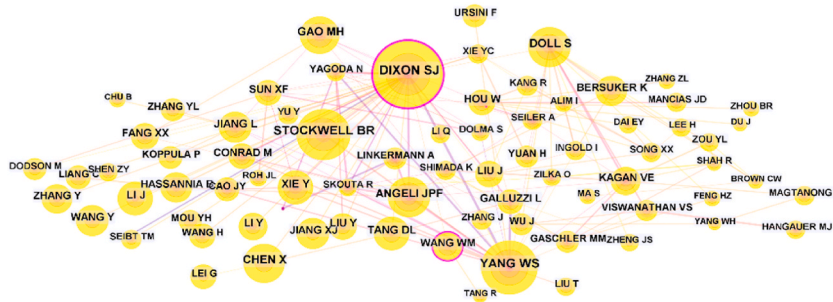 URSINI F
GAO MH
DOLL S
XIE YC
YAGODA N
DIXON SJ
ZHANG ZL
KANG R
BERSUKER K
SUN XF
CHU B
ZHANG YL
HOU W
ALIM I
MANCIAS JD
ZHOU BR
YU Y
JIANG L
STOCKWELL BR
LI Q
DOLMA S
SEILER A
DAI EY
LEE H
DU J
FANG XX
ZOU YL
KOPPULA P
CONRAD M
LINKERMANN A
YUAN H
INGOLD I
SONG XX
DODSON M
SHEN ZY
LIANG C
ROH JL
SHIMADA K
LIU J
ZILKA O
SHAH R
ZHANG Y
LI J
HASSANNIA B
CAO JY
XIE Y
SKOUTA R
ANGELI JPF
KAGAN VE
BROWN CW
GALLUZZI L
MA S
FENG HZ
MAGTANONG
WANG Y
MOU YH
LI Y
LIU Y
ZHANG J
WU J
VISWANATHAN VS
YANG WH
HANGAUER MJ
SEIBT TM
WANG H
JIANG XJ
TANG DL
WANG WM
GASCHLER MM
ZHENG JS
CHEN X
LEI G
YANG WS
LIU T
TANG R